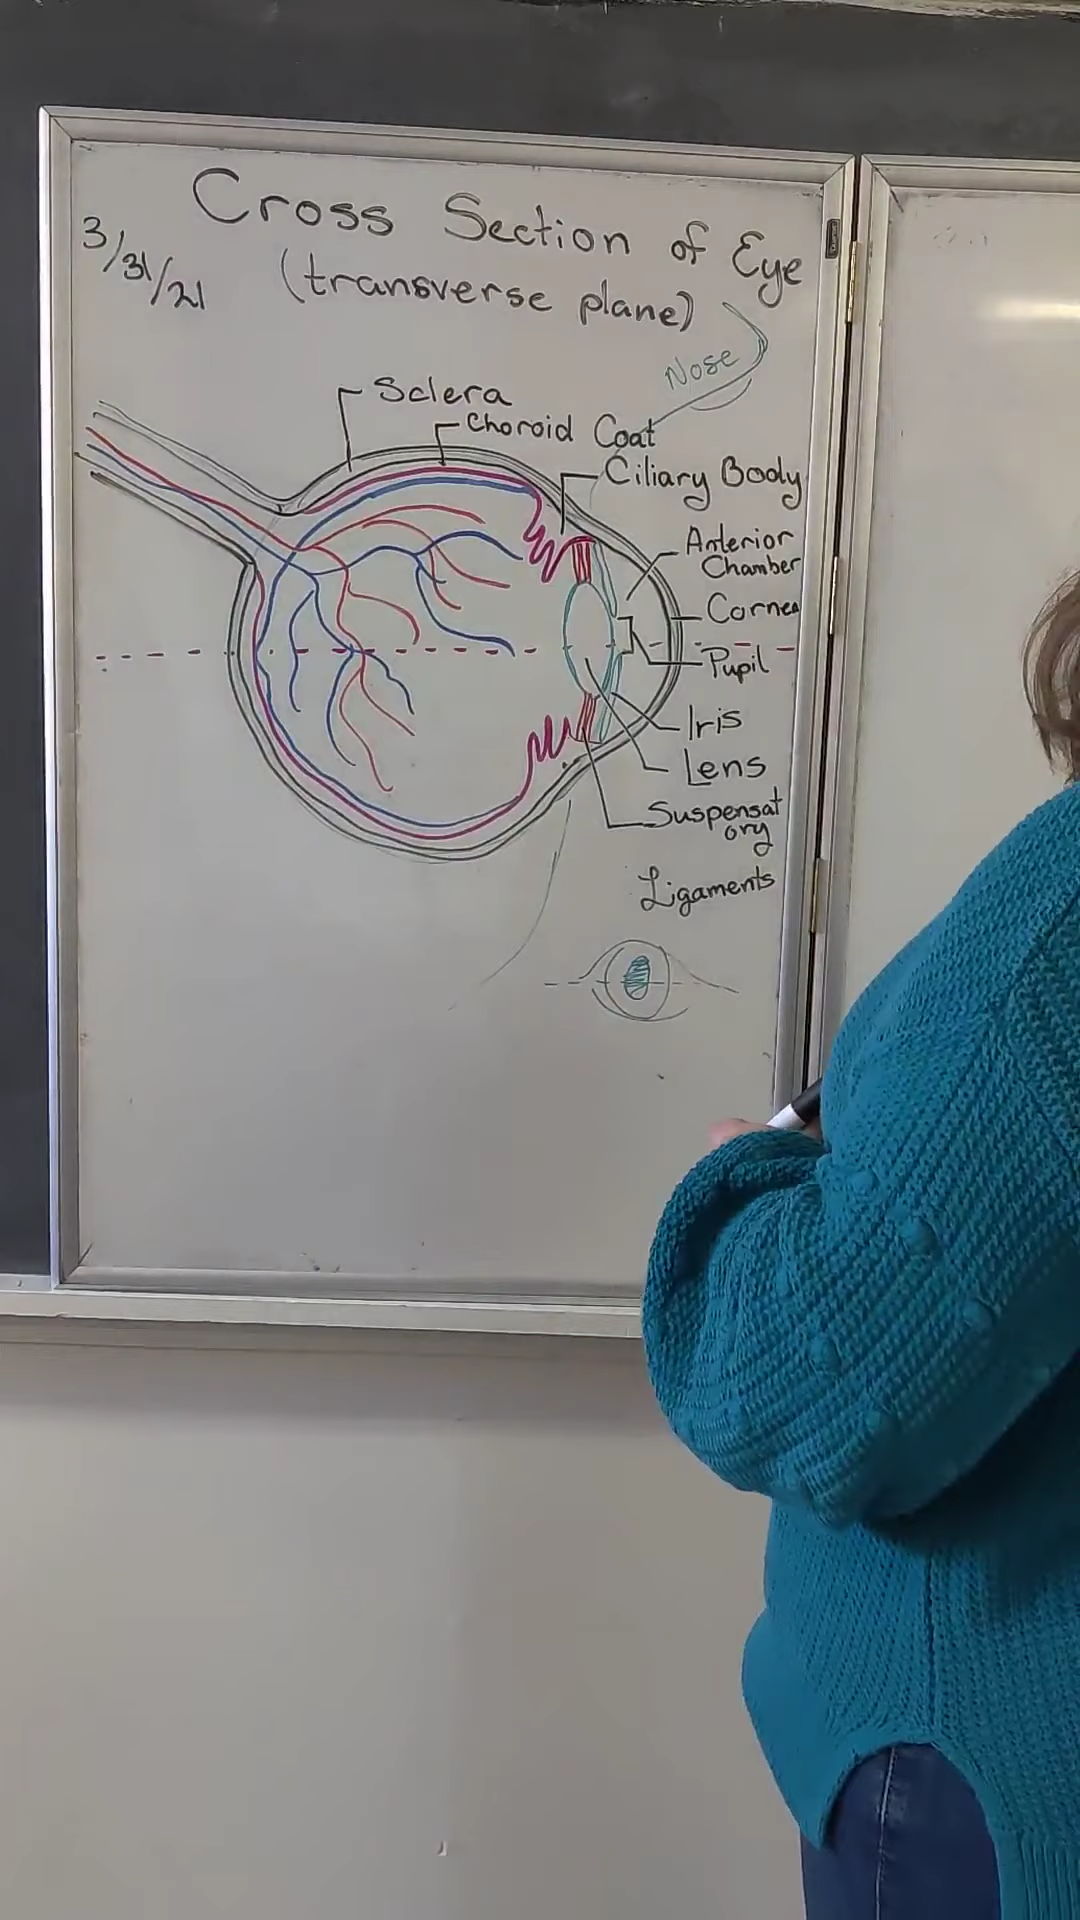 Cross Section of Eye
3/31/21
(transverse plane)
Nose
Sclera
Choroid Coat
Ciliary Body
Anterior
Chamber
Cornea
Pupil
Iris
Lens
Suspensat
ory
Ligaments